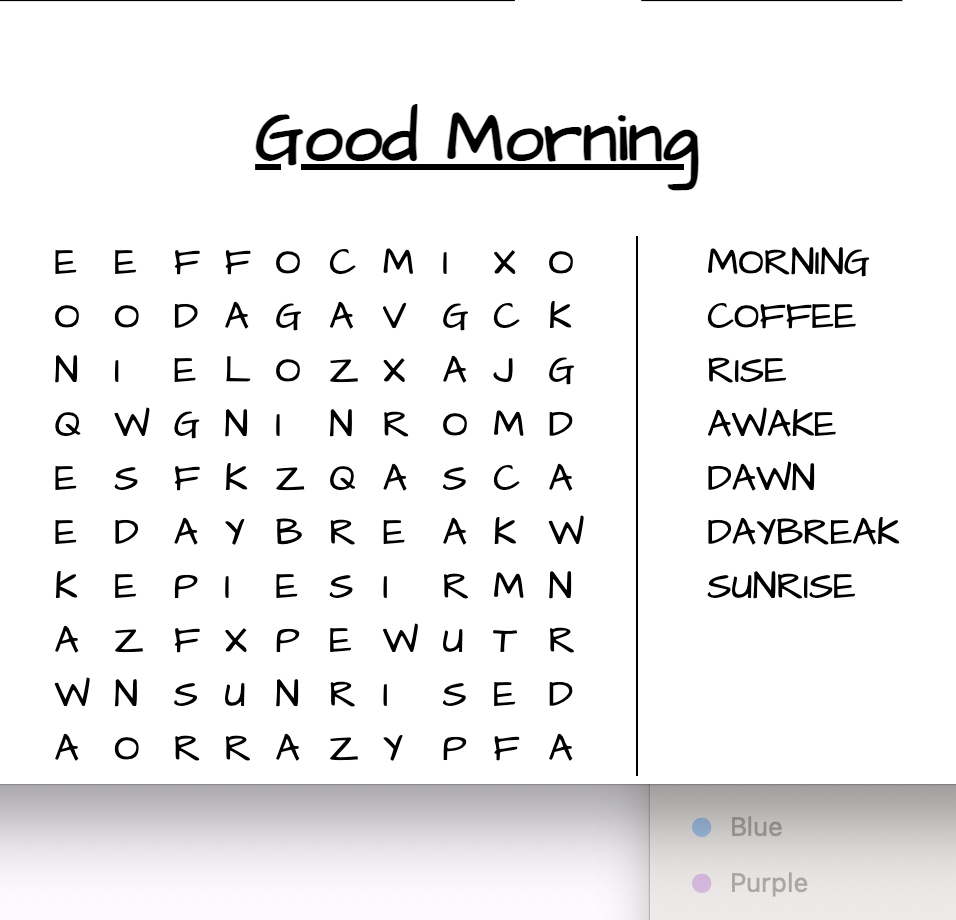 Good Morning
E E F F O C M I X O
O O D A G A V G C K
N I E L O Z X A J G
Q W G N I N R O M D
E S F K Z Q A S C A
E D A Y B R E A K W
K E P I E S I R M N
A Z F X P E W U T R
W N S U N R I S E D
A O R R A Z Y P F A
MORNING
COFFEE
RISE
AWAKE
DAWN
DAYBREAK
SUNRISE
Blue
Purple